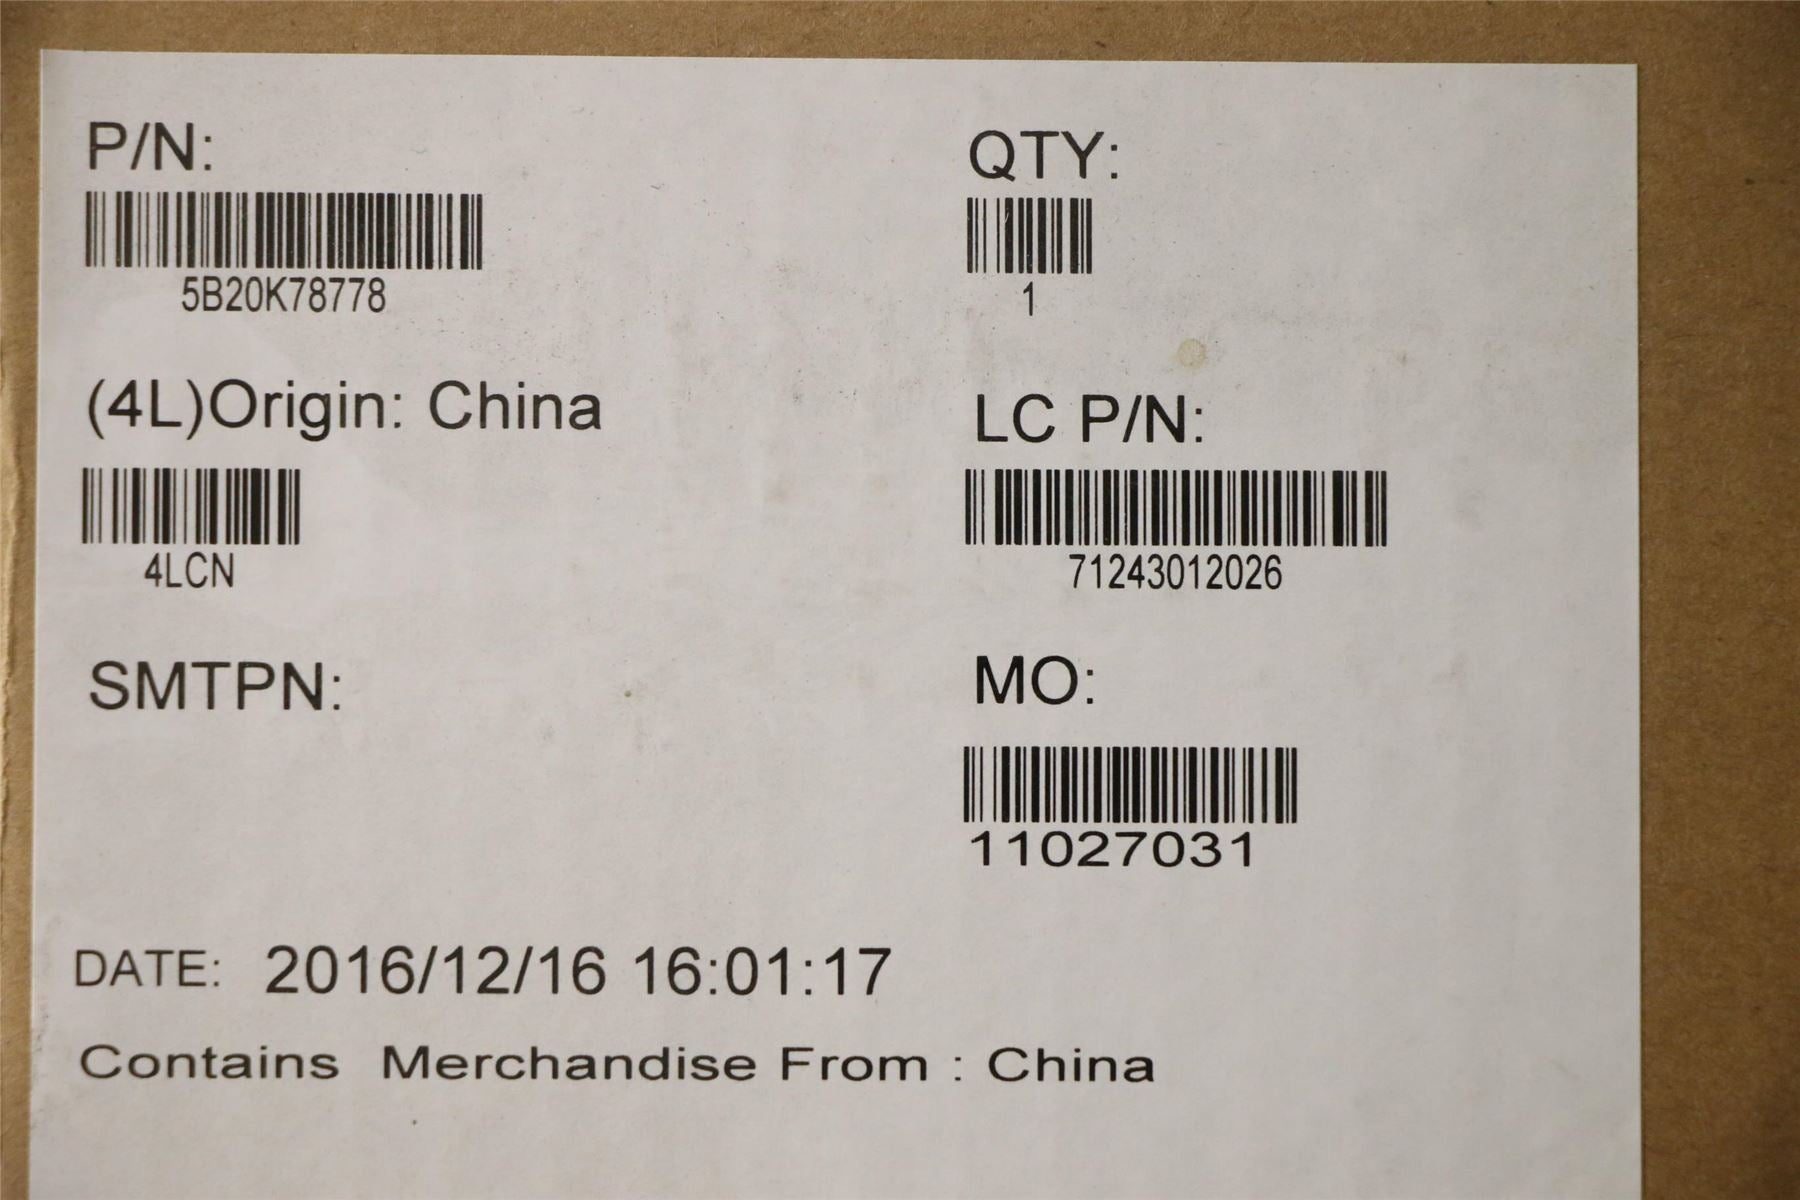 P/N:
QTY:
5B20K78778
1
(4L)Origin: China
LC P/N:
4LCN
71243012026
SMTPN:
MO:
11027031
DATE: 2016/12/16 16:01:17
Contains Merchandise From : China